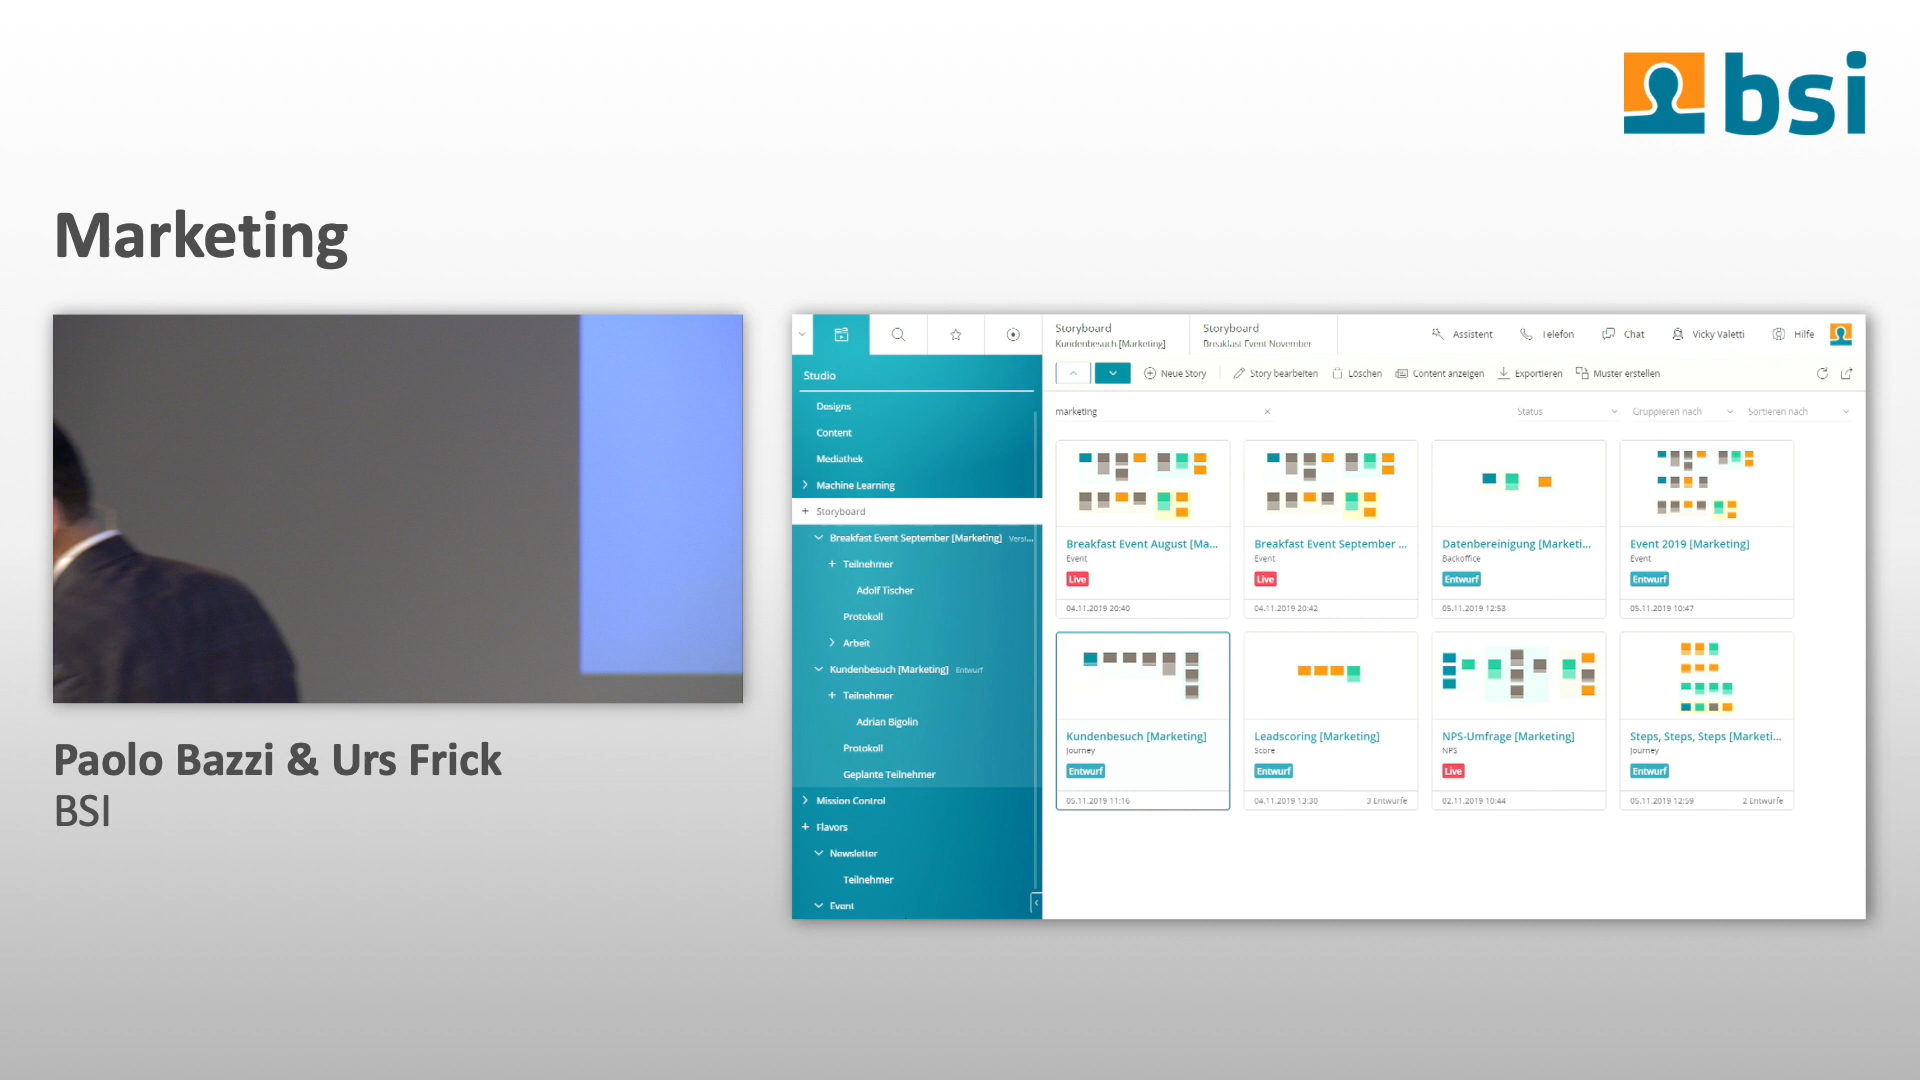 bsi
Marketing
Paolo Bazzi & Urs Frick
BSI
Studio
Designs
Content
Mediathek
Machine Learning
Storyboard
Breakfast Event September [Marketing] Versi...
Teilnehmer
Adolf Tischer
Protokoll
Arbeit
Kundenbesuch [Marketing] Entwurf
Teilnehmer
Adrian Bigolin
Protokoll
Geplante Teilnehmer
Mission Control
Flavors
Newsletter
Teilnehmer
Event
Storyboard
Kundenbesuch [Marketing]
Storyboard
Breakfast Event November
Assistent Telefon Chat Vicky Valetti Hilfe
Neue Story Story bearbeiten Löschen Content anzeigen Exportieren Muster erstellen
marketing Status Gruppieren nach Sortieren nach
Breakfast Event August [Ma...
Event
Live
04.11.2019 20:40
Breakfast Event September ...
Event
Live
04.11.2019 20:42
Datenbereinigung [Marketi...
Backoffice
Entwurf
05.11.2019 12:53
Event 2019 [Marketing]
Event
Entwurf
05.11.2019 10:47
Kundenbesuch [Marketing]
Journey
Entwurf
05.11.2019 11:16
Leadscoring [Marketing]
Score
Entwurf
04.11.2019 13:30 3 Entwürfe
NPS-Umfrage [Marketing]
NPS
Live
02.11.2019 10:44
Steps, Steps, Steps [Marketi...
Journey
Entwurf
05.11.2019 12:59 2 Entwürfe